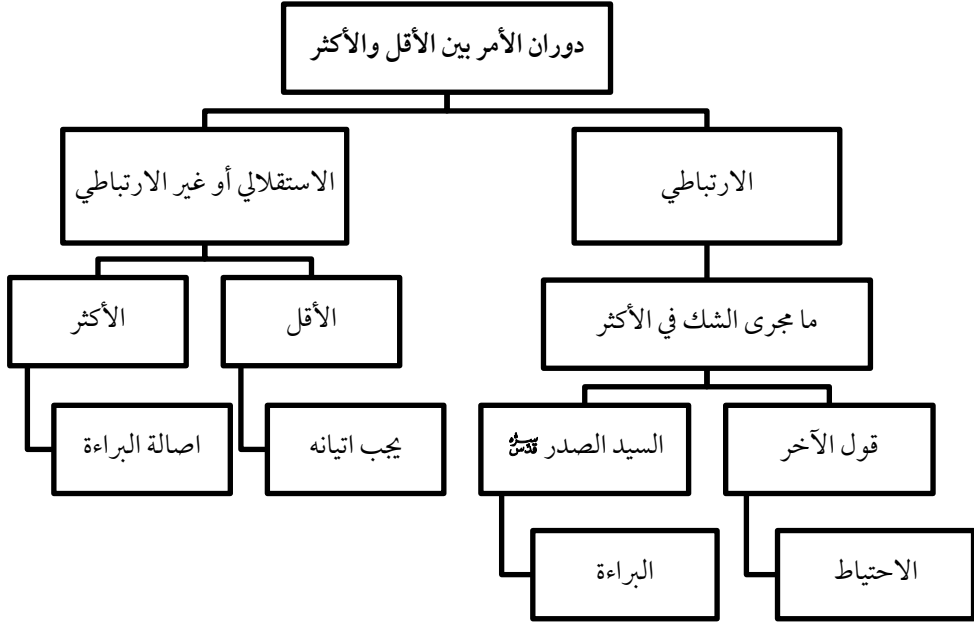 دوران الأمر بين الأقل والأكثر
الارتباطي
الاستقلالي أو غير الارتباطي
ما مجرى الشك في الأكثر
الأقل
الأكثر
قول الآخر
السيد الصدر قدس سره
يجب اتيانه
اصالة البراءة
الاحتياط
البراءة